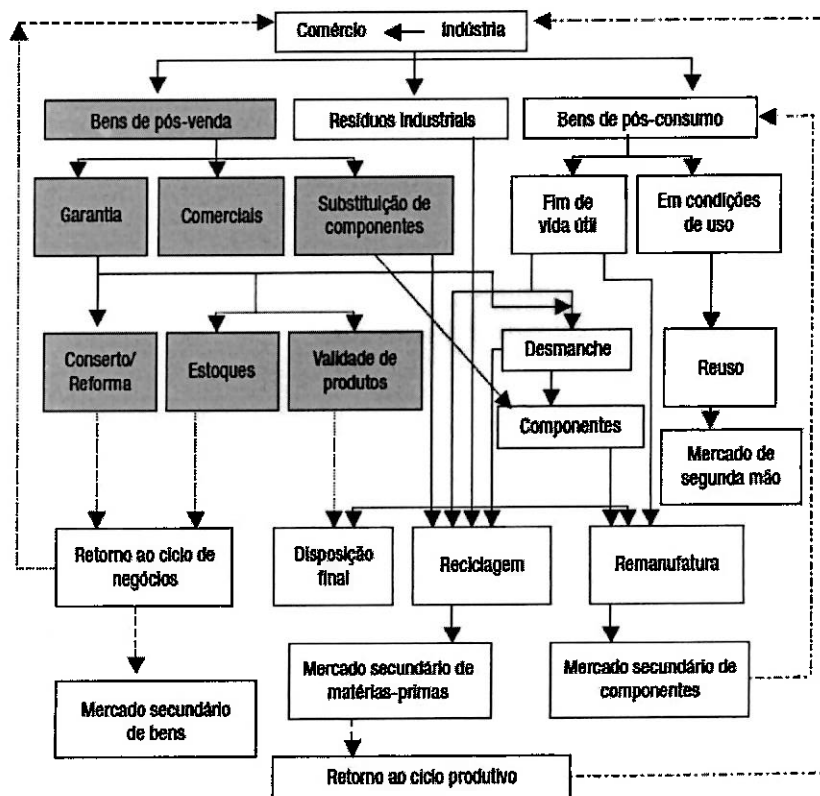 Comércio indústria
Bens de pós-venda
Resíduos industriais
Bens de pós-consumo
Garantia
Comerciais
Substituição de
componentes
Fim de
vida útil
Em condições
de uso
Conserto/
Reforma
Estoques
Validade de
produtos
Desmanche
Reuso
Componentes
Mercado de
segunda mão
Retorno ao ciclo de
negócios
Disposição
final
Reciclagem
Remanufatura
Mercado secundário
de bens
Mercado secundário de
matérias-primas
Mercado secundário de
componentes
Retorno ao ciclo produtivo